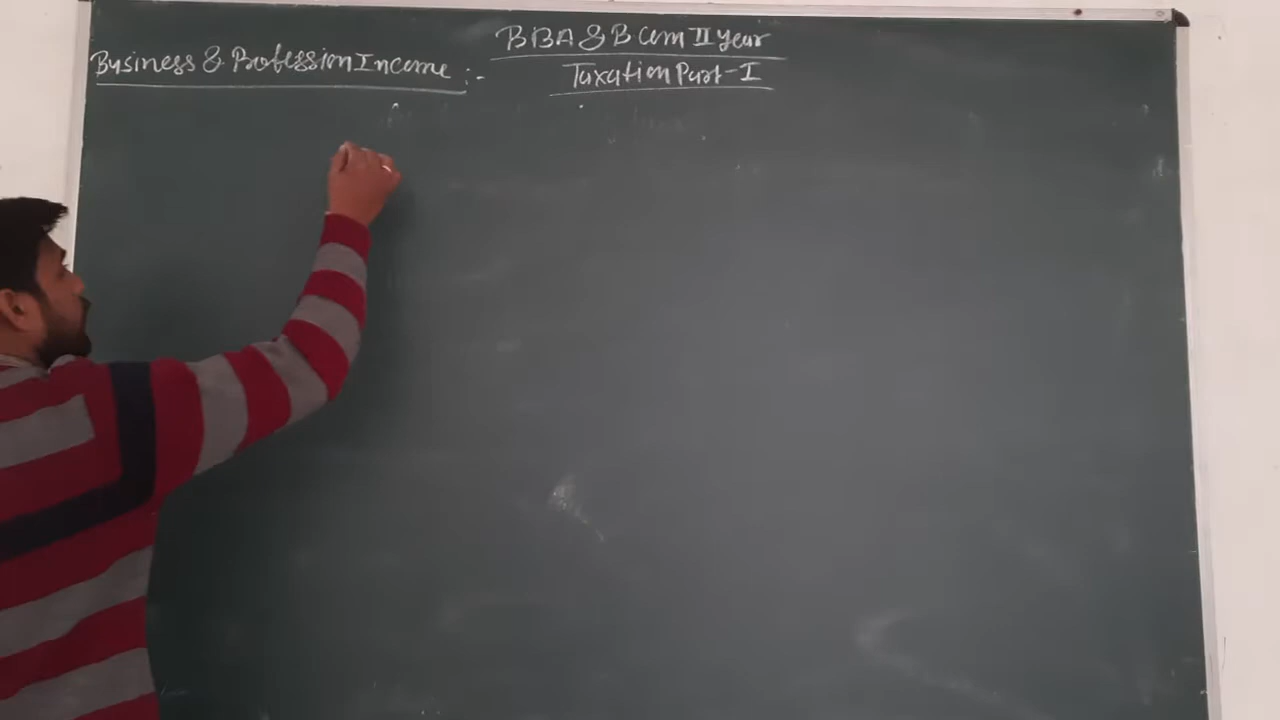 BBA & B Com II Year
Taxation Part-I
Business & Profession Income :-